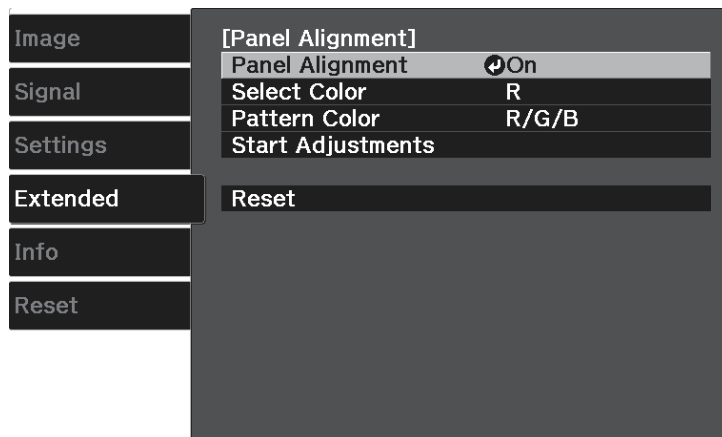 Image
Signal
Settings
Extended
Info
Reset
[Panel Alignment]
Panel Alignment On
Select Color R
Pattern Color R/G/B
Start Adjustments
Reset